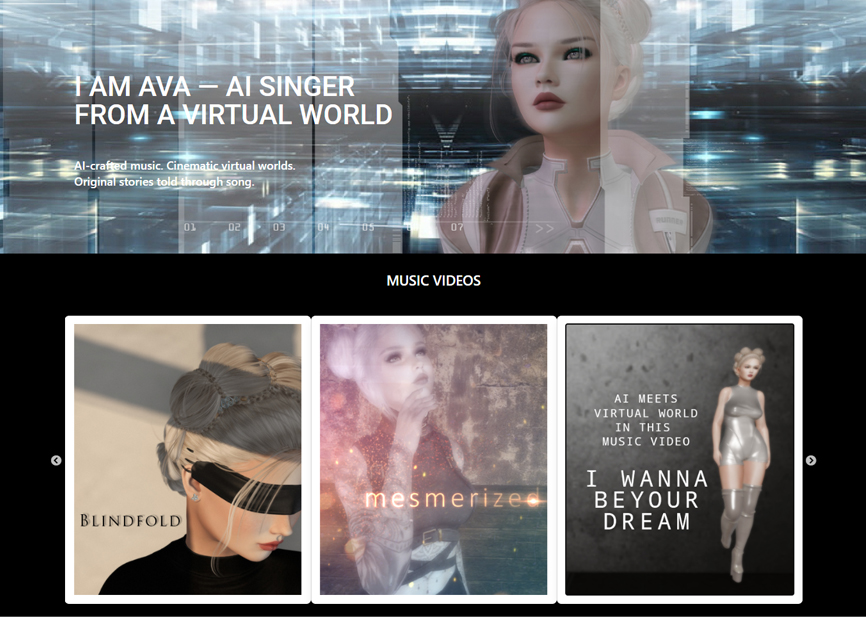 I AM AVA — AI SINGER
FROM A VIRTUAL WORLD
AI-crafted music. Cinematic virtual worlds.
Original stories told through song.
01 02 03 04 05 07 >>
MUSIC VIDEOS
BLINDFOLD
mesmerized
AI MEETS
VIRTUAL WORLD
IN THIS
MUSIC VIDEO
I WANNA
BEYOUR
DREAM